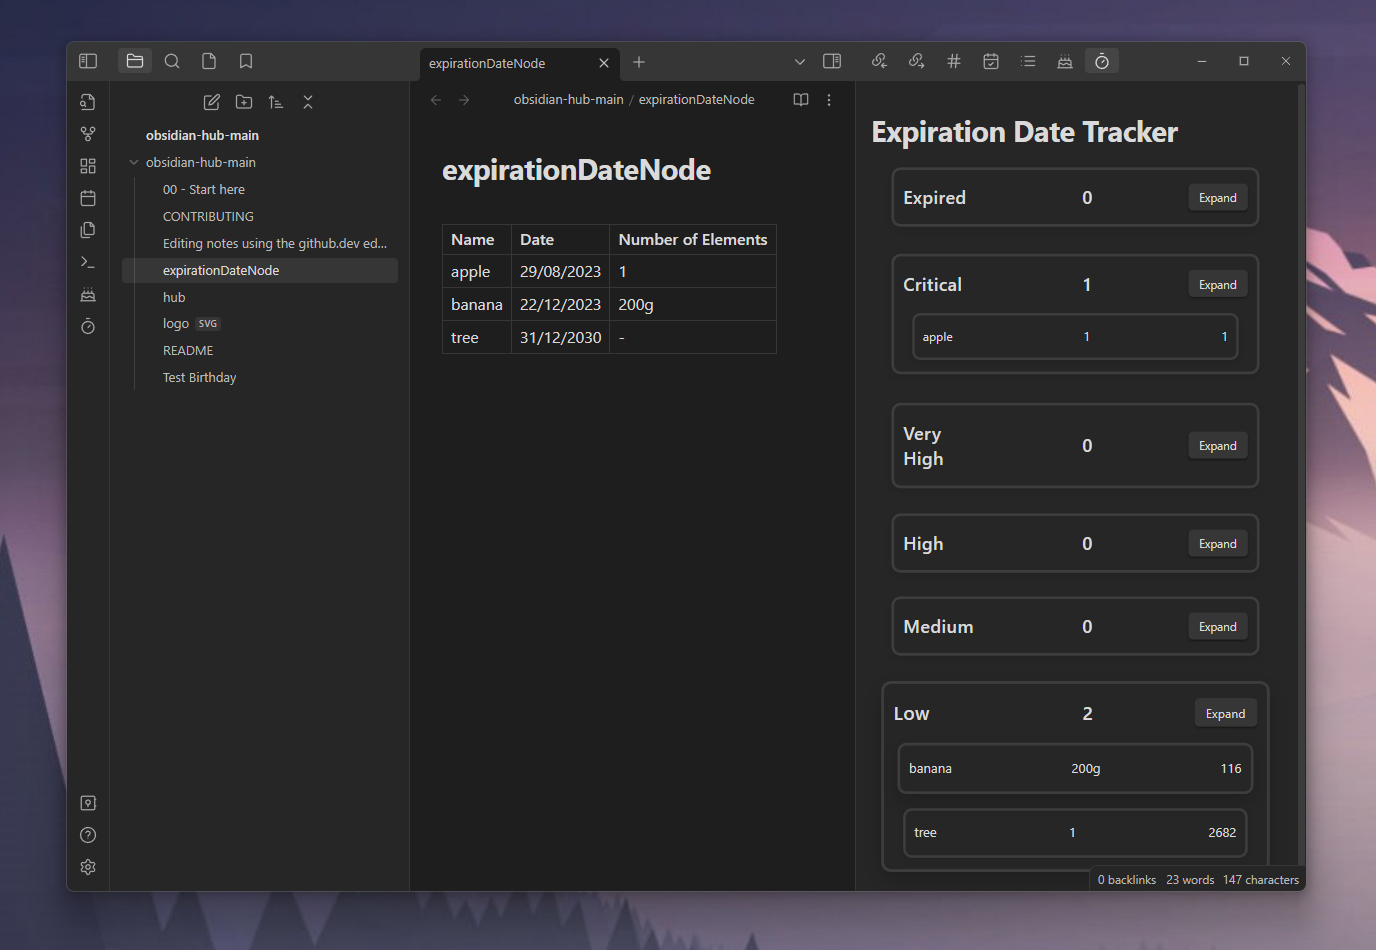 expirationDateNode
obsidian-hub-main / expirationDateNode
obsidian-hub-main
obsidian-hub-main
00 - Start here
CONTRIBUTING
Editing notes using the github.dev ed...
expirationDateNode
hub
logo SVG
README
Test Birthday
expirationDateNode
Name Date Number of Elements
apple 29/08/2023 1
banana 22/12/2023 200g
tree 31/12/2030 -
Expiration Date Tracker
Expired 0 Expand
Critical 1 Expand
apple 1 1
Very
High 0 Expand
High 0 Expand
Medium 0 Expand
Low 2 Expand
banana 200g 116
tree 1 2682
0 backlinks 23 words 147 characters